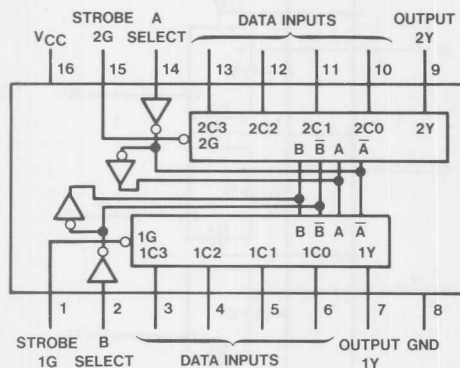 STROBE A DATA INPUTS OUTPUT
VCC 2G SELECT 2Y
16 15 14 13 12 11 10 9
2C3 2C2 2C1 2C0 2Y
2G
B B̅ A A̅
B B̅ A A̅
1G
1C3 1C2 1C1 1C0 1Y
1 2 3 4 5 6 7 8
STROBE B DATA INPUTS OUTPUT GND
1G SELECT 1Y